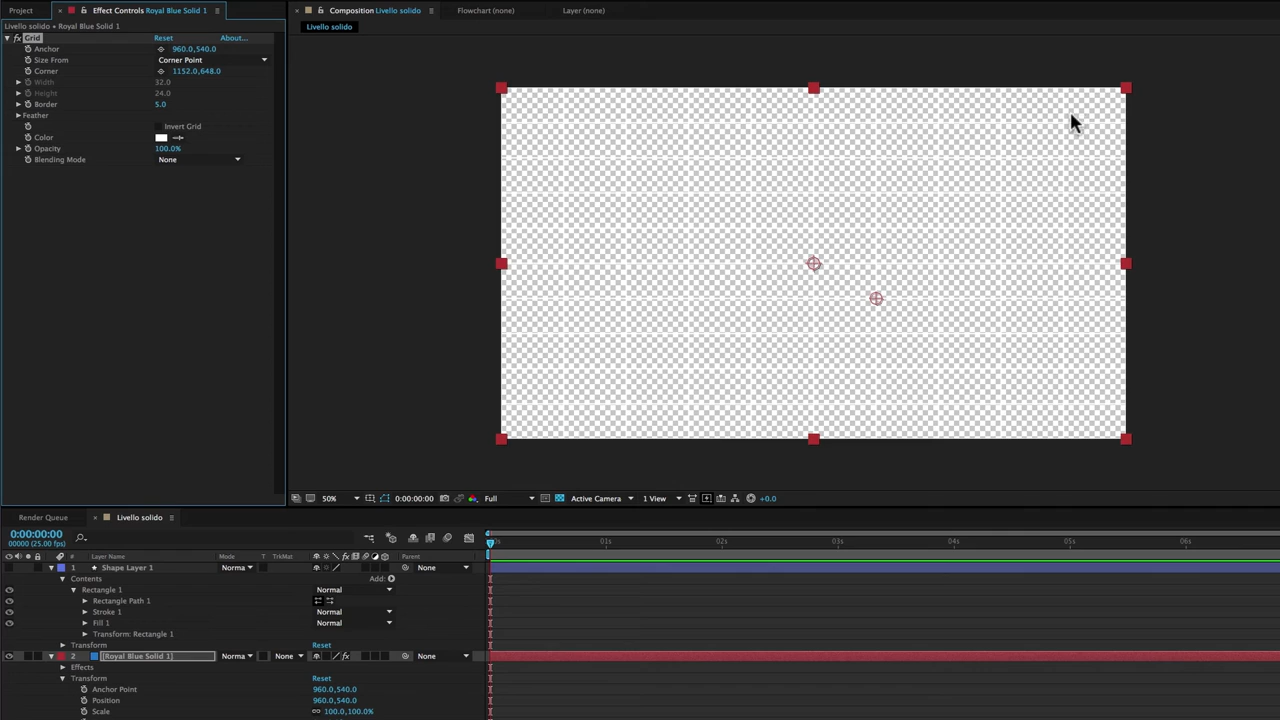 Project
Effect Controls Royal Blue Solid 1
Composition Livello solido
Flowchart (none)
Layer (none)
Livello solido • Royal Blue Solid 1
Livello solido
fx Grid Reset About...
Anchor 960.0,540.0
Size From Corner Point
Corner 1152.0,648.0
Width 32.0
Height 24.0
Border 5.0
Feather
Invert Grid
Color
Opacity 100.0%
Blending Mode None
50% 0:00:00:00 Full Active Camera 1 View +0.0
Render Queue
Livello solido
0:00:00:00
00000 (25.00 fps)
0s 01s 02s 03s 04s 05s 06s
# Layer Name Mode T TrkMat Parent
1 Shape Layer 1 Norma None
Contents Add:
Rectangle 1 Normal
Rectangle Path 1
Stroke 1 Normal
Fill 1 Normal
Transform: Rectangle 1
Transform Reset
2 [Royal Blue Solid 1] Norma None fx None
Effects
Transform Reset
Anchor Point 960.0,540.0
Position 960.0,540.0
Scale 100.0,100.0%